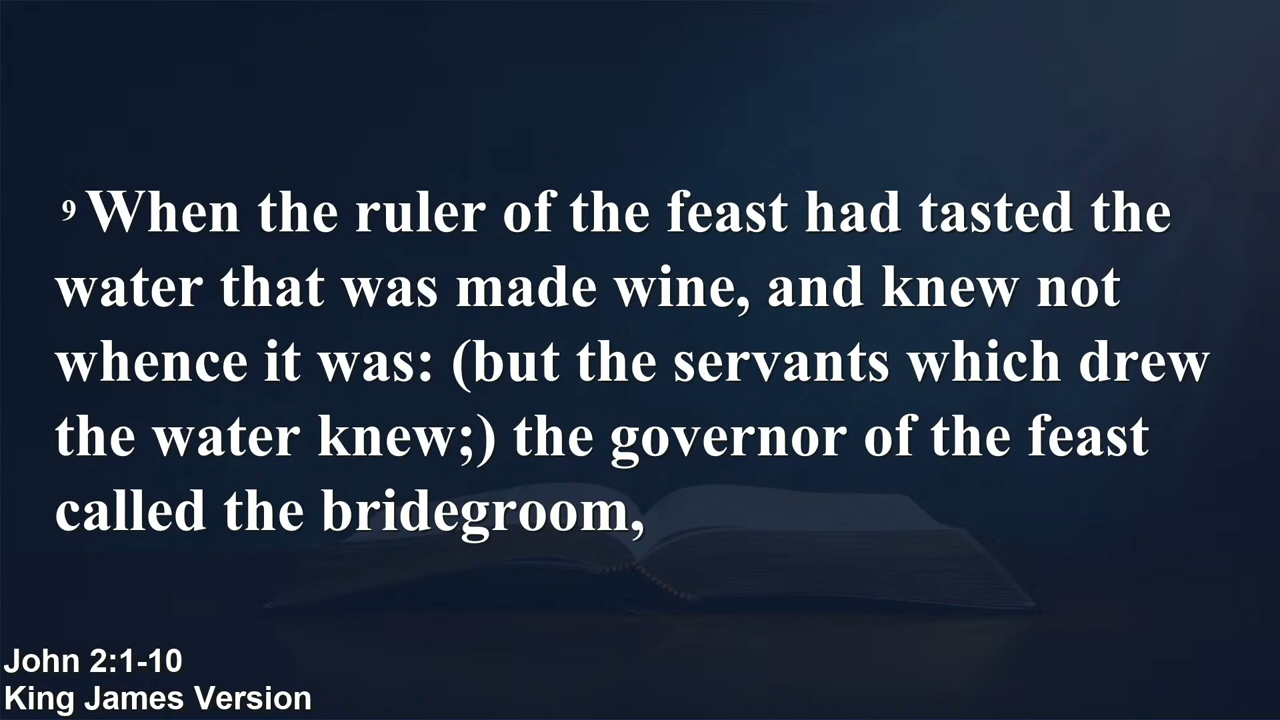 9 When the ruler of the feast had tasted the
water that was made wine, and knew not
whence it was: (but the servants which drew
the water knew;) the governor of the feast
called the bridegroom,
John 2:1-10
King James Version